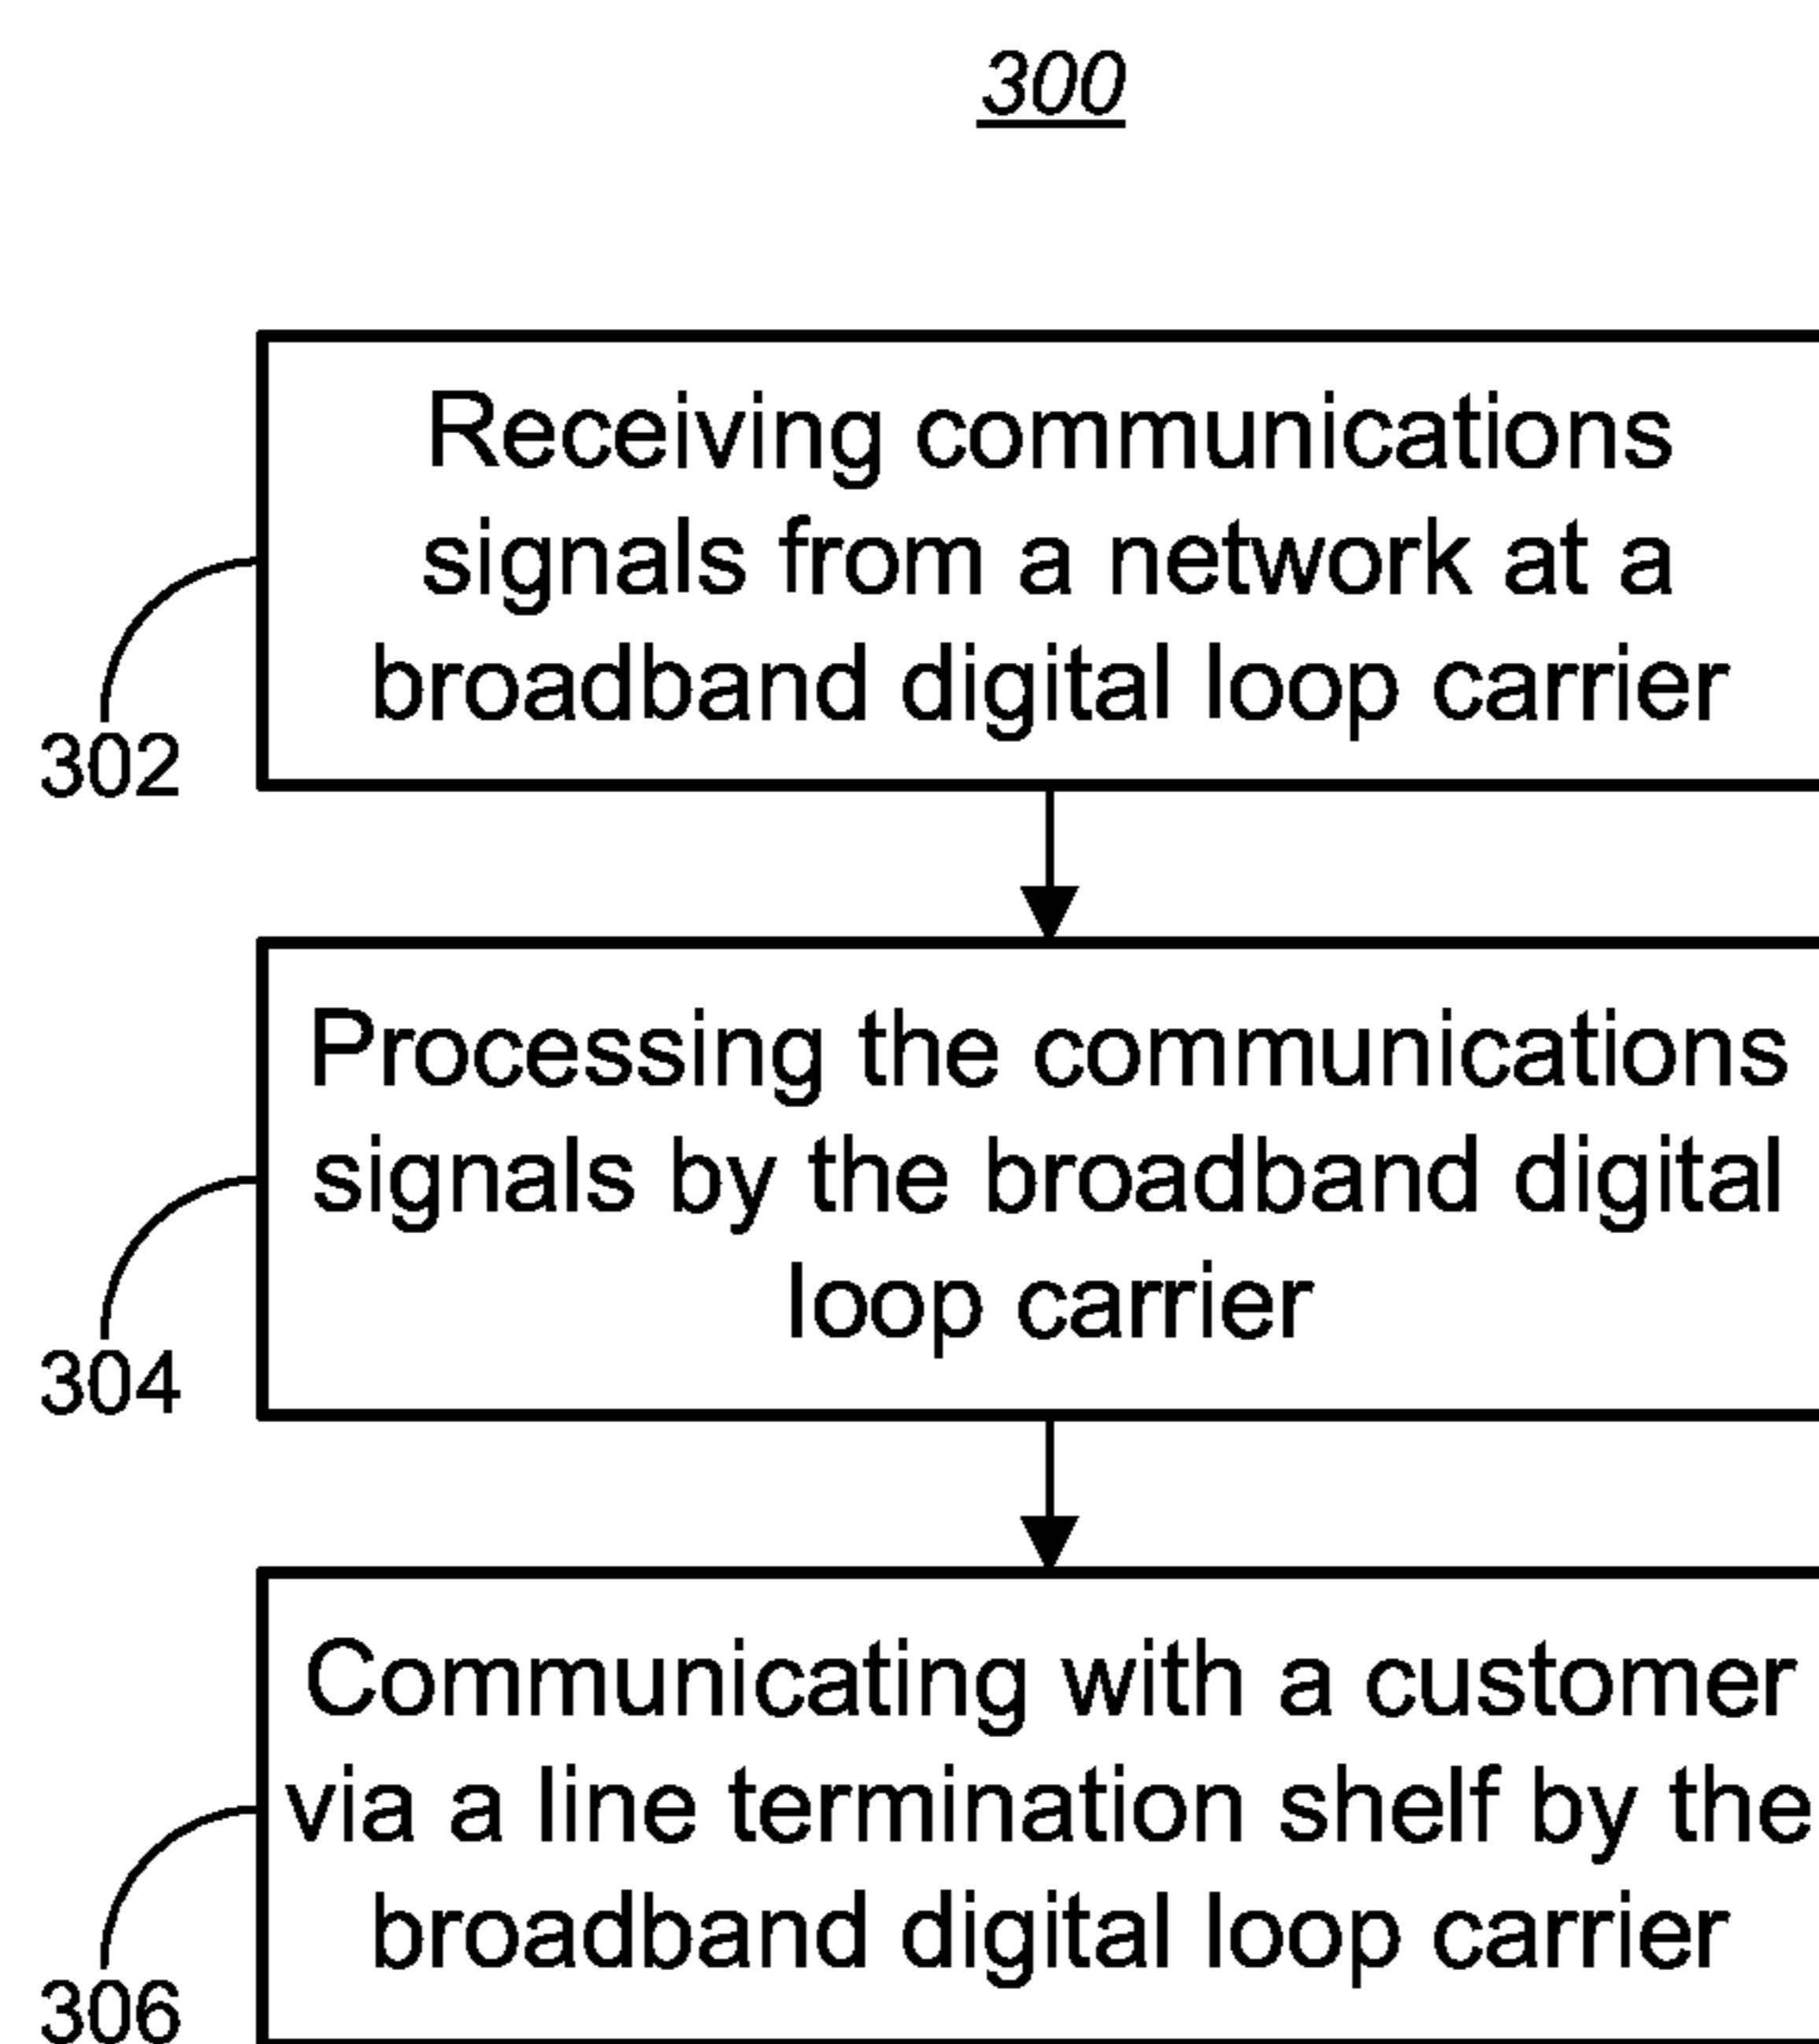 300
Receiving communications
signals from a network at a
broadband digital loop carrier
302
Processing the communications
signals by the broadband digital
loop carrier
304
Communicating with a customer
via a line termination shelf by the
broadband digital loop carrier
306